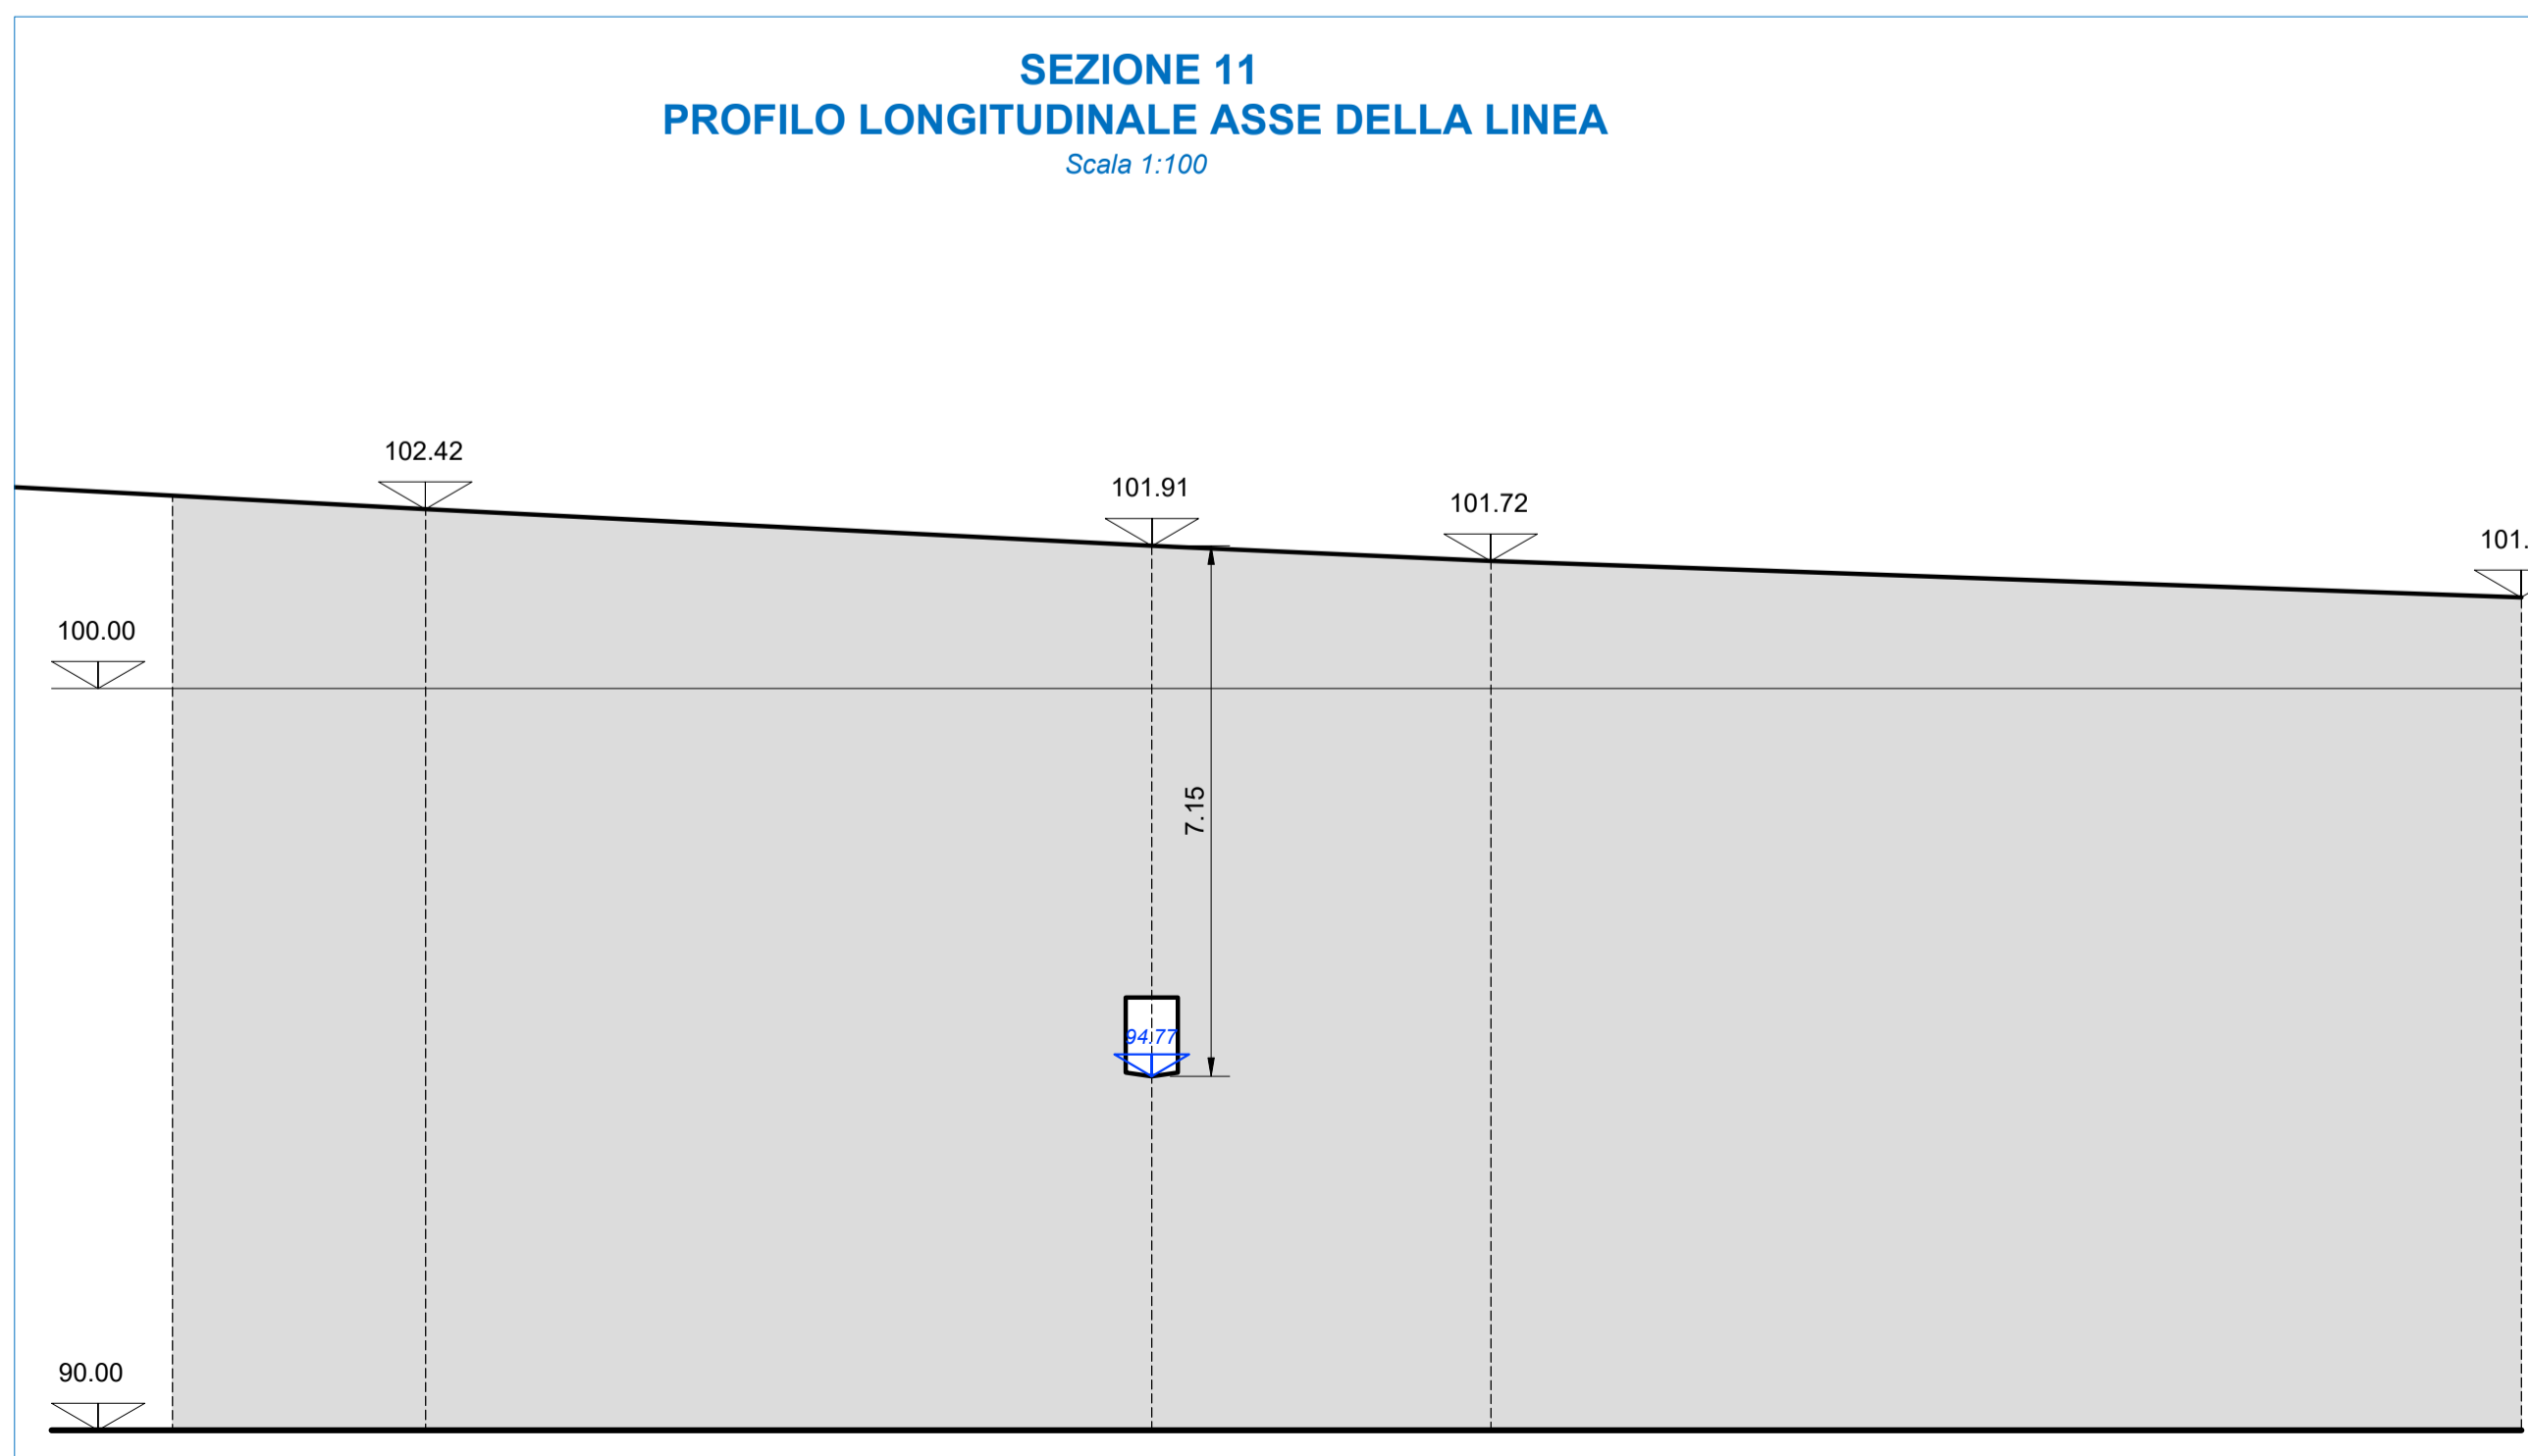 SEZIONE 11
PROFILO LONGITUDINALE ASSE DELLA LINEA
Scala 1:100
102.42
101.91
101.72
101.
100.00
7.15
94.77
90.00